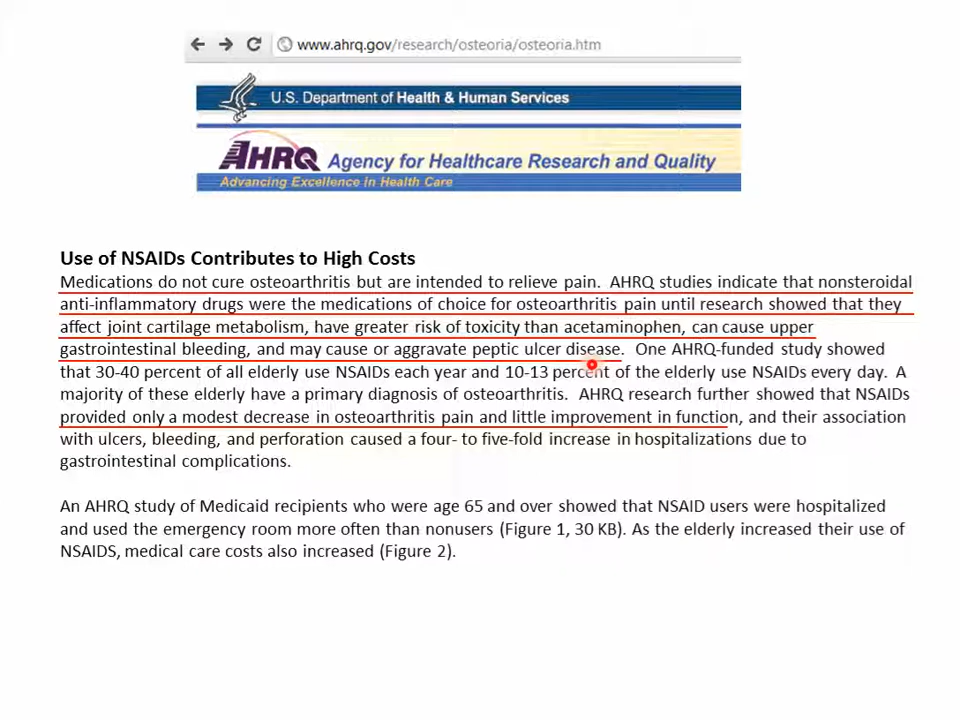 www.ahrq.gov/research/osteoria/osteoria.htm
U.S. Department of Health & Human Services
AHRQ Agency for Healthcare Research and Quality
Advancing Excellence in Health Care
Use of NSAIDs Contributes to High Costs
Medications do not cure osteoarthritis but are intended to relieve pain. AHRQ studies indicate that nonsteroidal
anti-inflammatory drugs were the medications of choice for osteoarthritis pain until research showed that they
affect joint cartilage metabolism, have greater risk of toxicity than acetaminophen, can cause upper
gastrointestinal bleeding, and may cause or aggravate peptic ulcer disease. One AHRQ-funded study showed
that 30-40 percent of all elderly use NSAIDs each year and 10-13 percent of the elderly use NSAIDs every day. A
majority of these elderly have a primary diagnosis of osteoarthritis. AHRQ research further showed that NSAIDs
provided only a modest decrease in osteoarthritis pain and little improvement in function, and their association
with ulcers, bleeding, and perforation caused a four- to five-fold increase in hospitalizations due to
gastrointestinal complications.
An AHRQ study of Medicaid recipients who were age 65 and over showed that NSAID users were hospitalized
and used the emergency room more often than nonusers (Figure 1, 30 KB). As the elderly increased their use of
NSAIDS, medical care costs also increased (Figure 2).